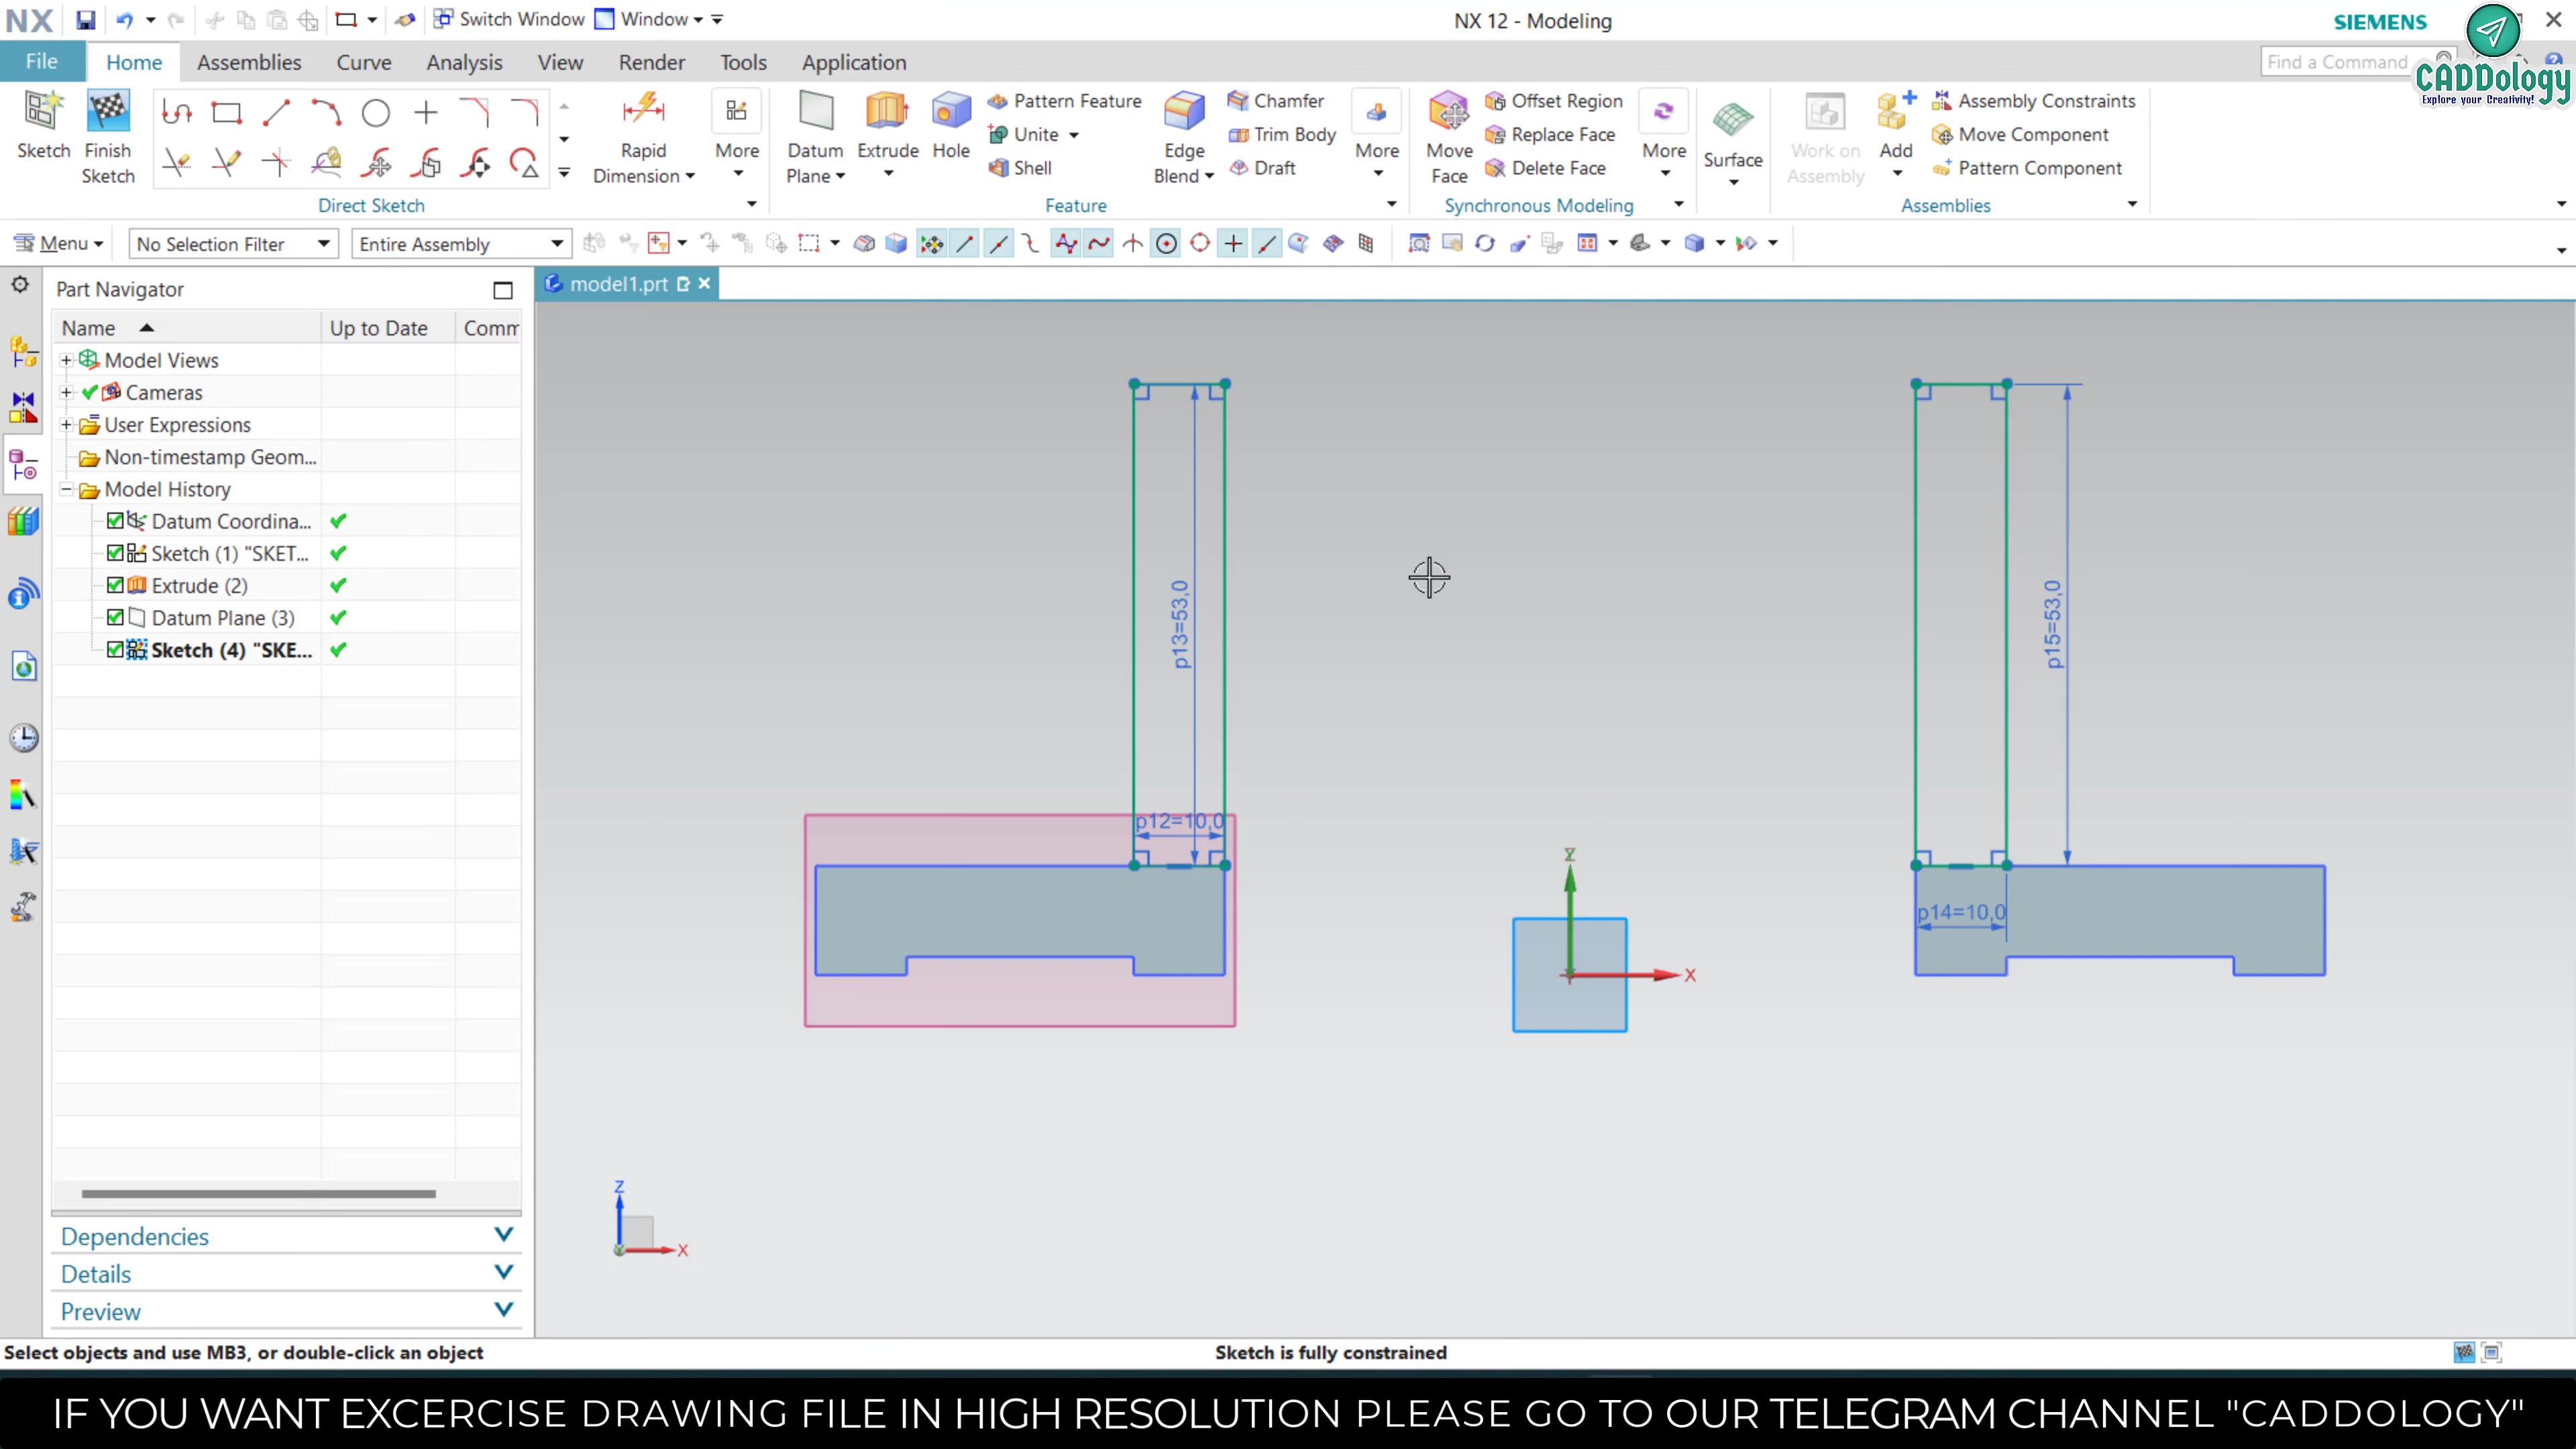 NX
Switch Window
Window
NX 12 - Modeling
SIEMENS
File
Home
Assemblies
Curve
Analysis
View
Render
Tools
Application
Find a Command
CADDology
Explore your Creativity!
Sketch
Finish Sketch
Rapid Dimension
More
Direct Sketch
Datum Plane
Extrude
Hole
Pattern Feature
Unite
Shell
Edge Blend
Chamfer
Trim Body
Draft
More
Feature
Move Face
Offset Region
Replace Face
Delete Face
More
Synchronous Modeling
Surface
Work on Assembly
Add
Assembly Constraints
Move Component
Pattern Component
Assemblies
Menu
No Selection Filter
Entire Assembly
Part Navigator
model1.prt
Name
Up to Date
Comm
Model Views
Cameras
User Expressions
Non-timestamp Geom...
Model History
Datum Coordina...
Sketch (1) "SKET...
Extrude (2)
Datum Plane (3)
Sketch (4) "SKE...
p13=53,0
p15=53,0
p12=10,0
p14=10,0
Z
X
Z
X
Dependencies
Details
Preview
Select objects and use MB3, or double-click an object
Sketch is fully constrained
IF YOU WANT EXCERCISE DRAWING FILE IN HIGH RESOLUTION PLEASE GO TO OUR TELEGRAM CHANNEL "CADDOLOGY"